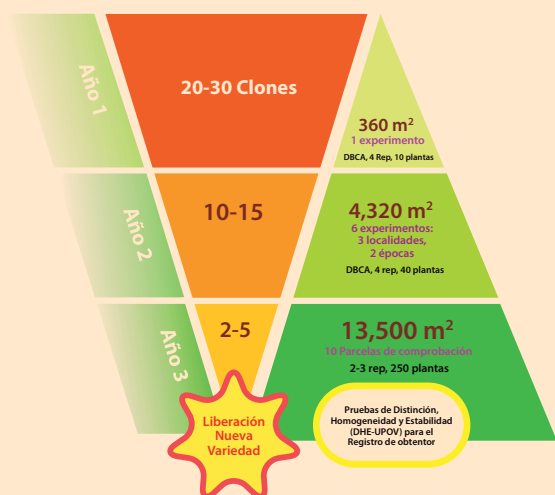 Año 1
20-30 Clones
360 m²
1 experimento
DBCA, 4 Rep, 10 plantas
Año 2
10-15
4,320 m²
6 experimentos:
3 localidades,
2 épocas
DBCA, 4 rep, 40 plantas
Año 3
2-5
13,500 m²
10 Parcelas de comprobación
2-3 rep, 250 plantas
Liberación
Nueva
Variedad
Pruebas de Distinción,
Homogeneidad y Estabilidad
(DHE-UPOV) para el
Registro de obtentor